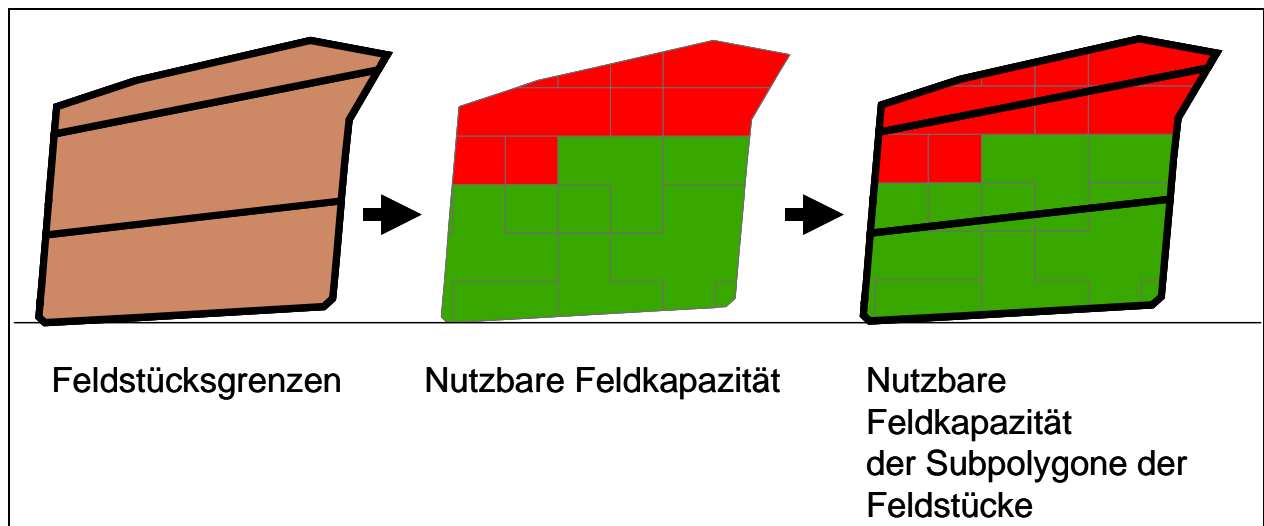 Feldstücksgrenzen
Nutzbare Feldkapazität
Nutzbare
Feldkapazität
der Subpolygone der
Feldstücke